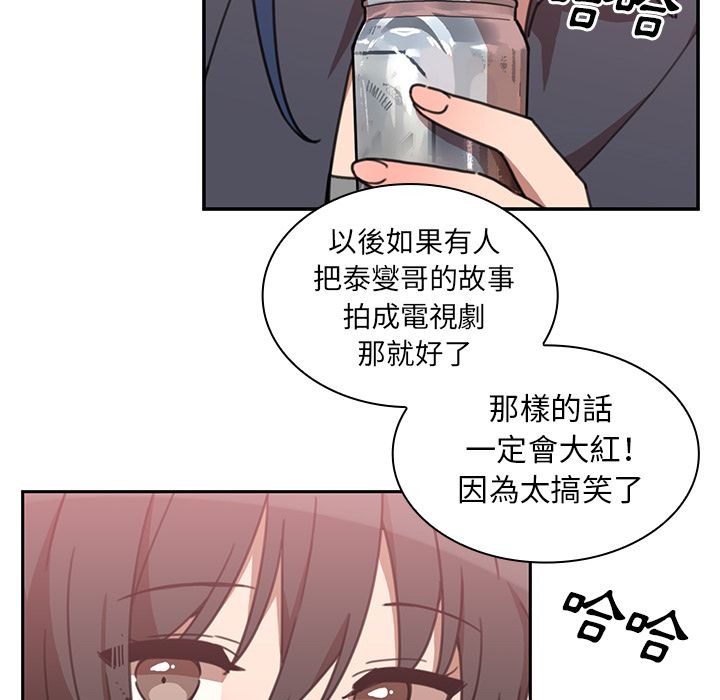 哈哈
以後如果有人
把泰燮哥的故事
拍成電視劇
那就好了
那樣的話
一定會大紅！
因為太搞笑了
哈哈